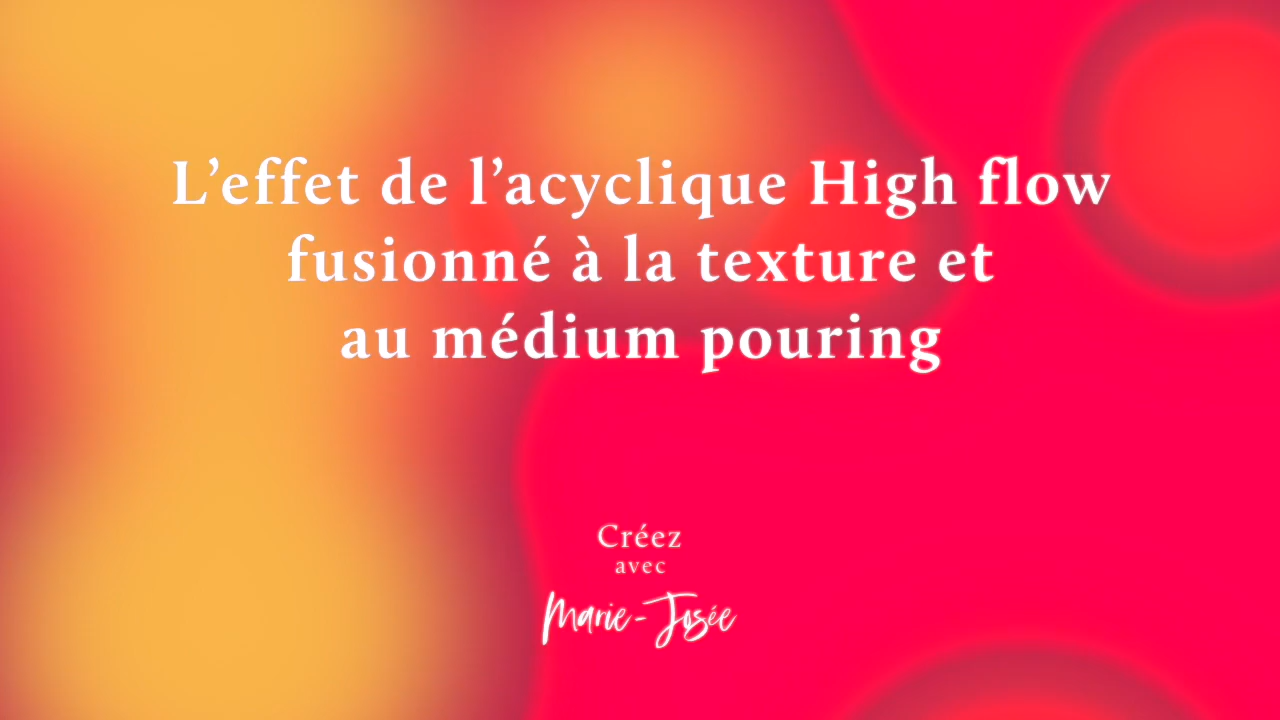 L’effet de l’acyclique High flow
fusionné à la texture et
au médium pouring
Créez
avec
Marie-Josée